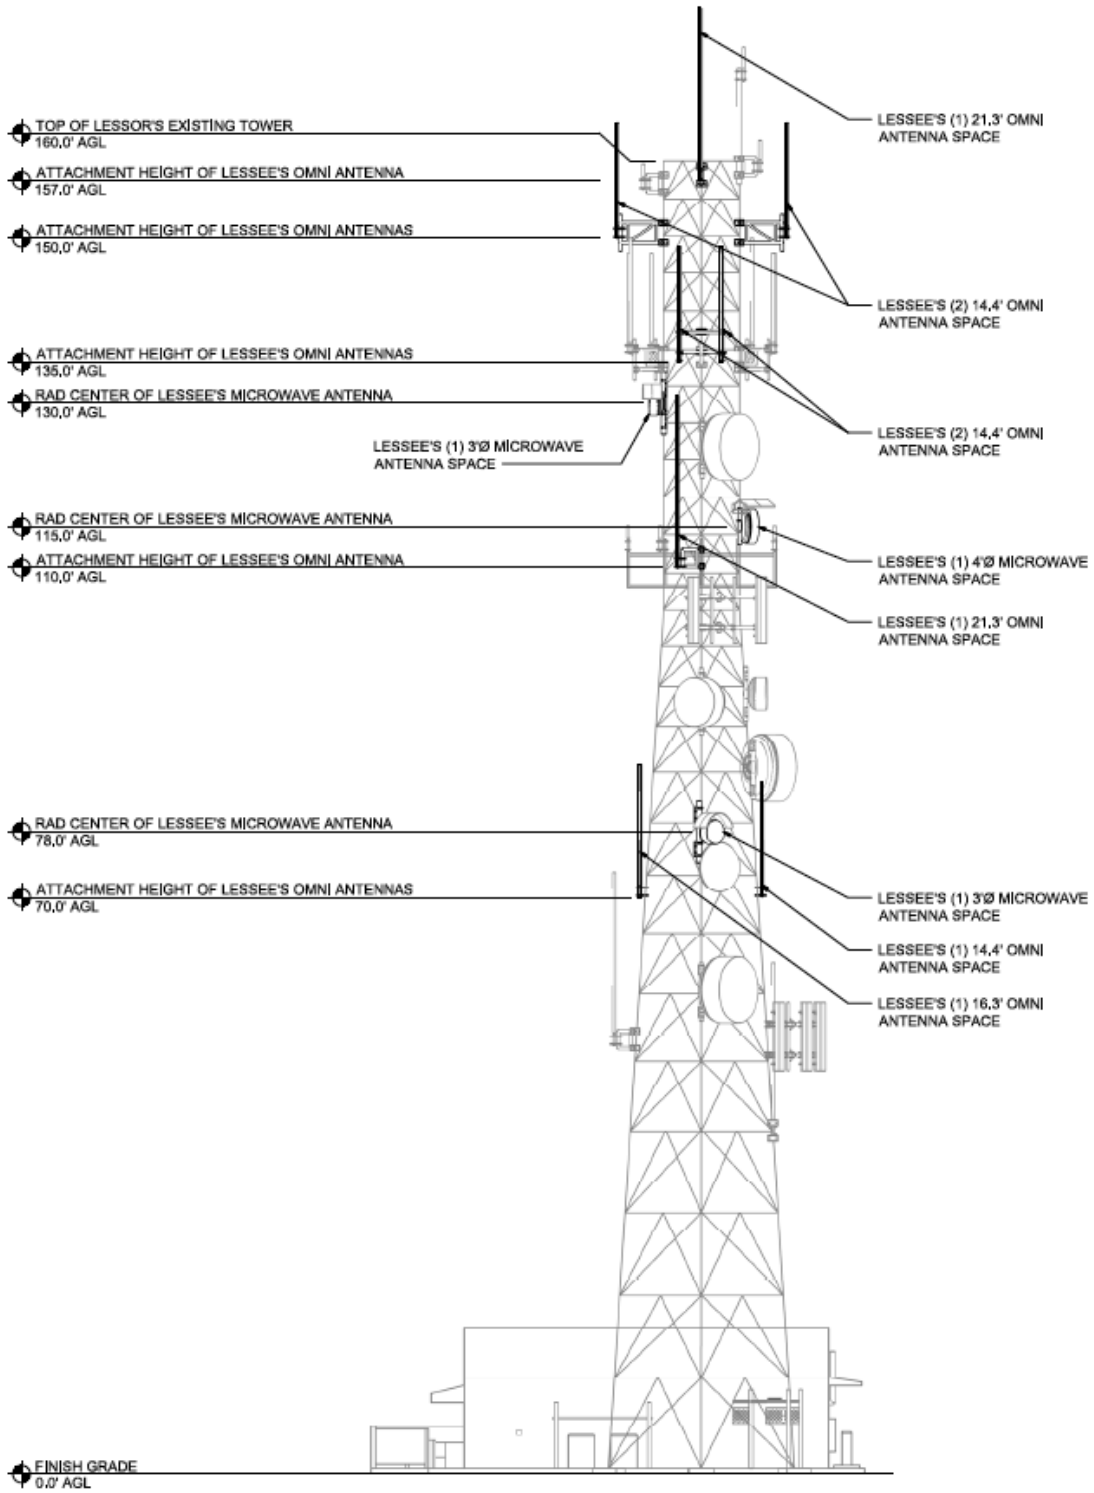 LESSEE'S (1) 21.3' OMNI
ANTENNA SPACE
TOP OF LESSOR'S EXISTING TOWER
160.0' AGL
ATTACHMENT HEIGHT OF LESSEE'S OMNI ANTENNA
157.0' AGL
ATTACHMENT HEIGHT OF LESSEE'S OMNI ANTENNAS
150.0' AGL
LESSEE'S (2) 14.4' OMNI
ANTENNA SPACE
ATTACHMENT HEIGHT OF LESSEE'S OMNI ANTENNAS
135.0' AGL
RAD CENTER OF LESSEE'S MICROWAVE ANTENNA
130.0' AGL
LESSEE'S (2) 14.4' OMNI
ANTENNA SPACE
LESSEE'S (1) 3'Ø MICROWAVE
ANTENNA SPACE
RAD CENTER OF LESSEE'S MICROWAVE ANTENNA
115.0' AGL
ATTACHMENT HEIGHT OF LESSEE'S OMNI ANTENNA
110.0' AGL
LESSEE'S (1) 4'Ø MICROWAVE
ANTENNA SPACE
LESSEE'S (1) 21.3' OMNI
ANTENNA SPACE
RAD CENTER OF LESSEE'S MICROWAVE ANTENNA
78.0' AGL
ATTACHMENT HEIGHT OF LESSEE'S OMNI ANTENNAS
70.0' AGL
LESSEE'S (1) 3'Ø MICROWAVE
ANTENNA SPACE
LESSEE'S (1) 14.4' OMNI
ANTENNA SPACE
LESSEE'S (1) 16.3' OMNI
ANTENNA SPACE
FINISH GRADE
0.0' AGL